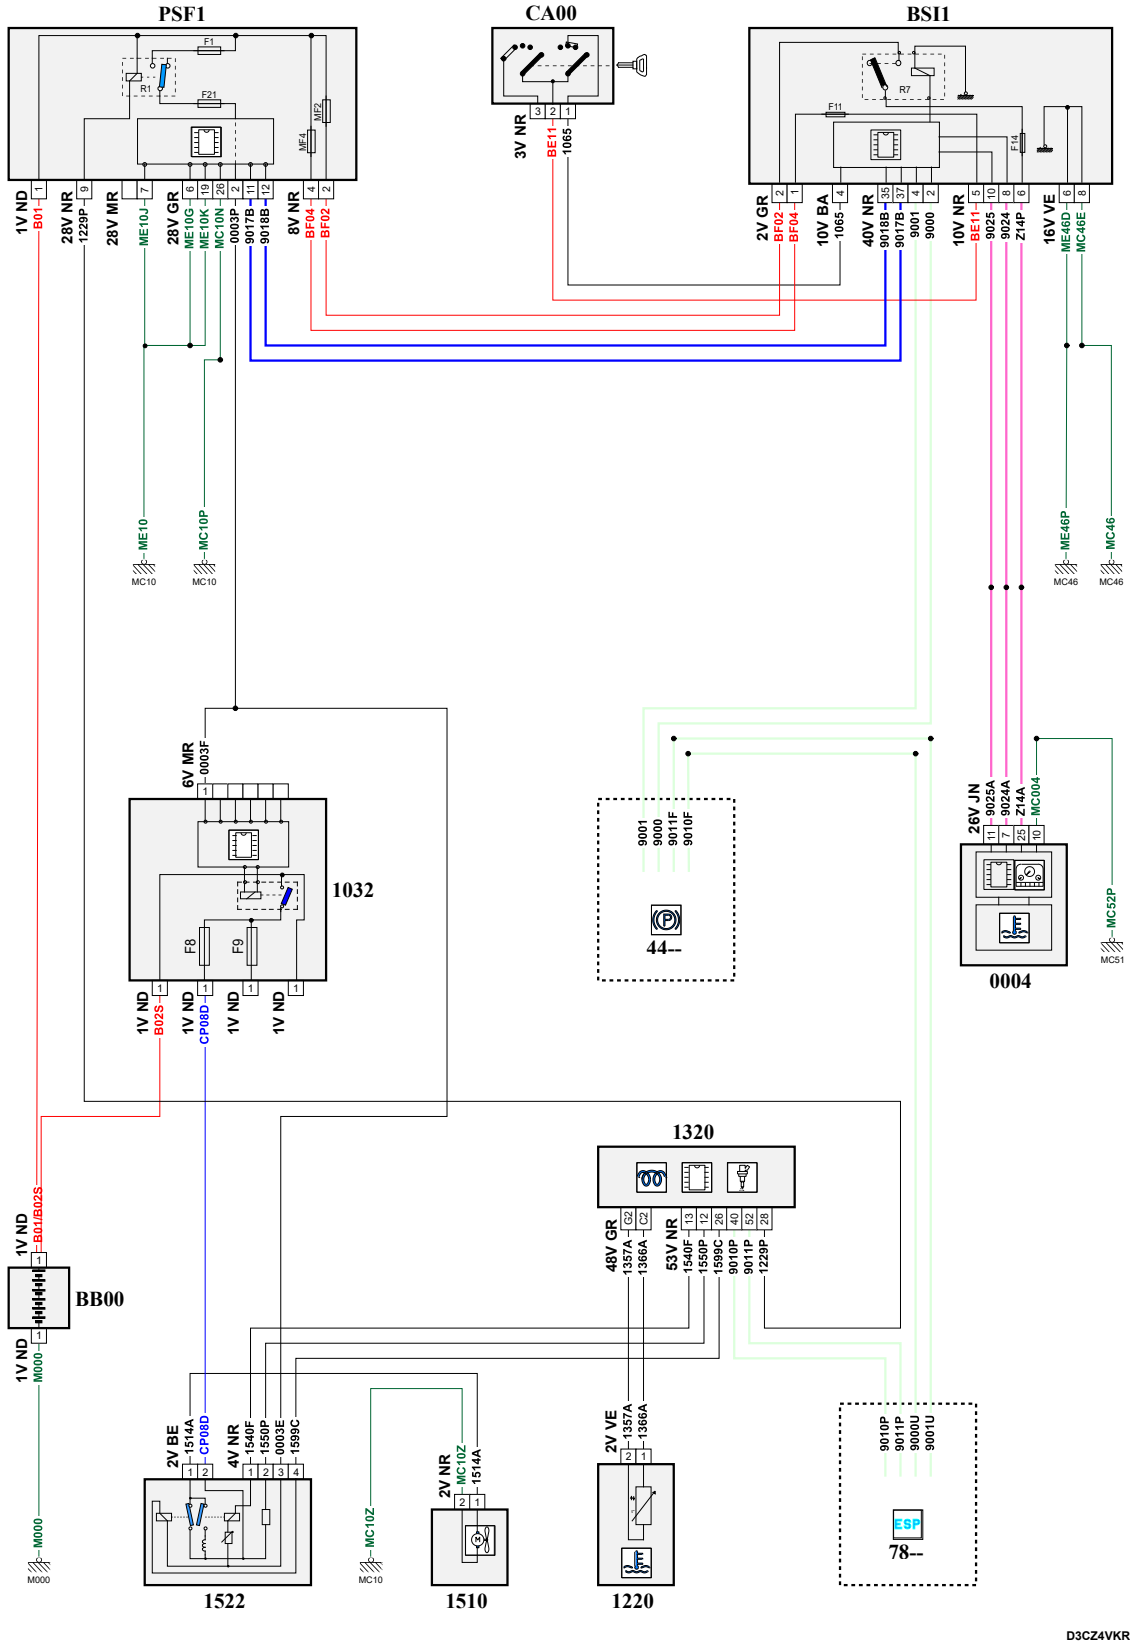 PSF1
CA00
BSI1
F1
R1
F21
MF2
MF4
F11
R7
F14
1
9
7
6
19
26
2
11
12
4
2
3
2
1
2
1
4
35
37
4
2
5
10
8
6
6
8
1V ND
B01
28V NR
1229P
28V MR
ME10J
28V GR
ME10G
ME10K
MC10N
0003P
9017B
9018B
8V NR
BF04
BF02
3V NR
BE11
1065
2V GR
BF02
BF04
10V BA
1065
40V NR
9018B
9017B
9001
9000
10V NR
BE11
9025
9024
Z14P
16V VE
ME46D
MC46E
ME10
MC10P
ME46P
MC46
MC10
MC10
MC46
MC46
6V MR
0003F
1
1032
F8
F9
1
1
1
1
1V ND
B02S
1V ND
CP08D
1V ND
1V ND
9001
9000
9011F
9010F
P
44--
26V JN
9025A
9024A
Z14A
MC004
11
7
25
10
0004
MC52P
MC51
1320
G2
C2
13
12
26
40
52
28
48V GR
1357A
1366A
53V NR
1540F
1550P
1599C
9010P
9011P
1229P
1V ND
B01/B02S
1
BB00
1
1V ND
M000
M000
M000
2V BE
1514A
CP08D
4V NR
1540F
1550P
0003E
1599C
1
2
1
2
3
4
1522
MC10Z
MC10
2V NR
MC10Z
1514A
2
1
M
1510
2V VE
1357A
1366A
2
1
1220
9010P
9011P
9000U
9001U
ESP
78--
D3CZ4VKR